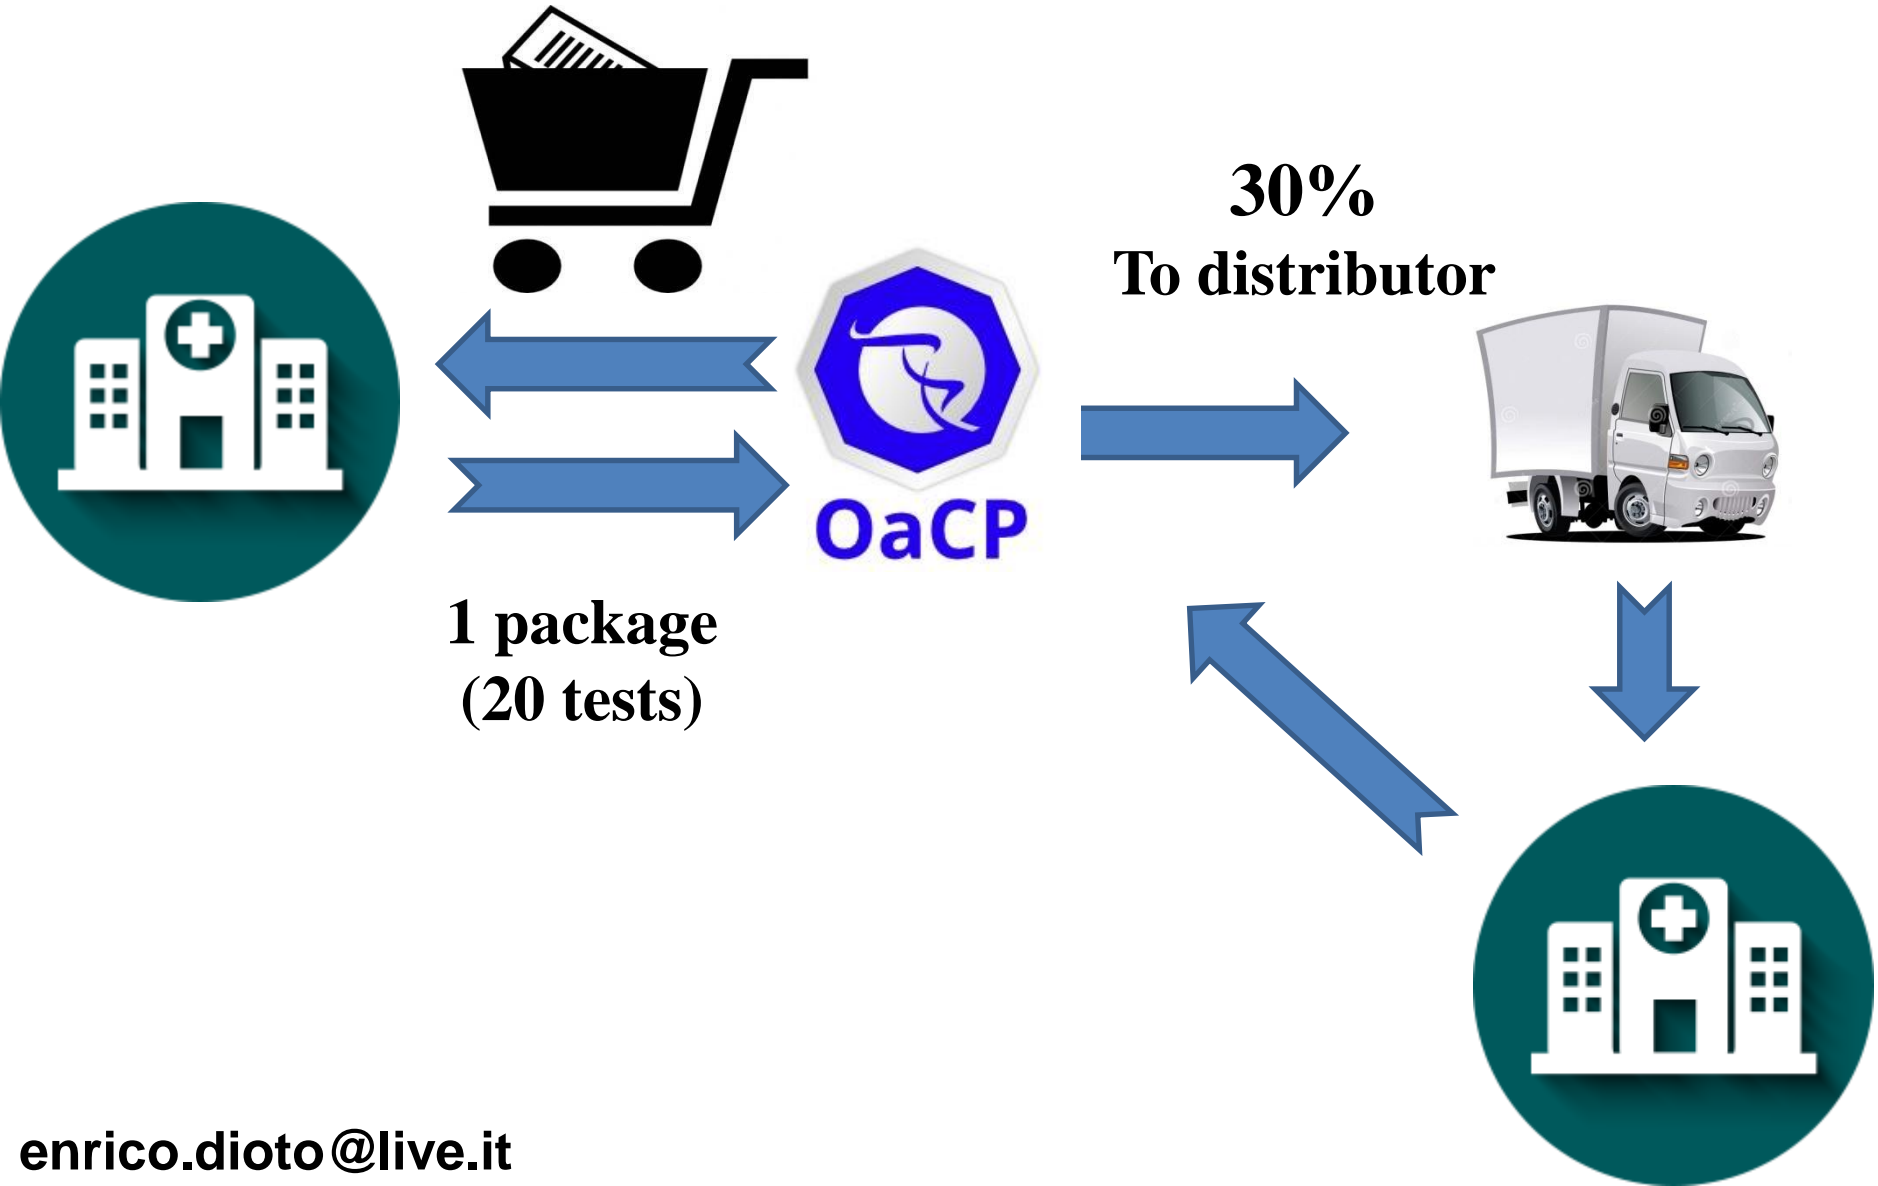 30%
To distributor
OaCP
1 package
(20 tests)
enrico.dioto@live.it